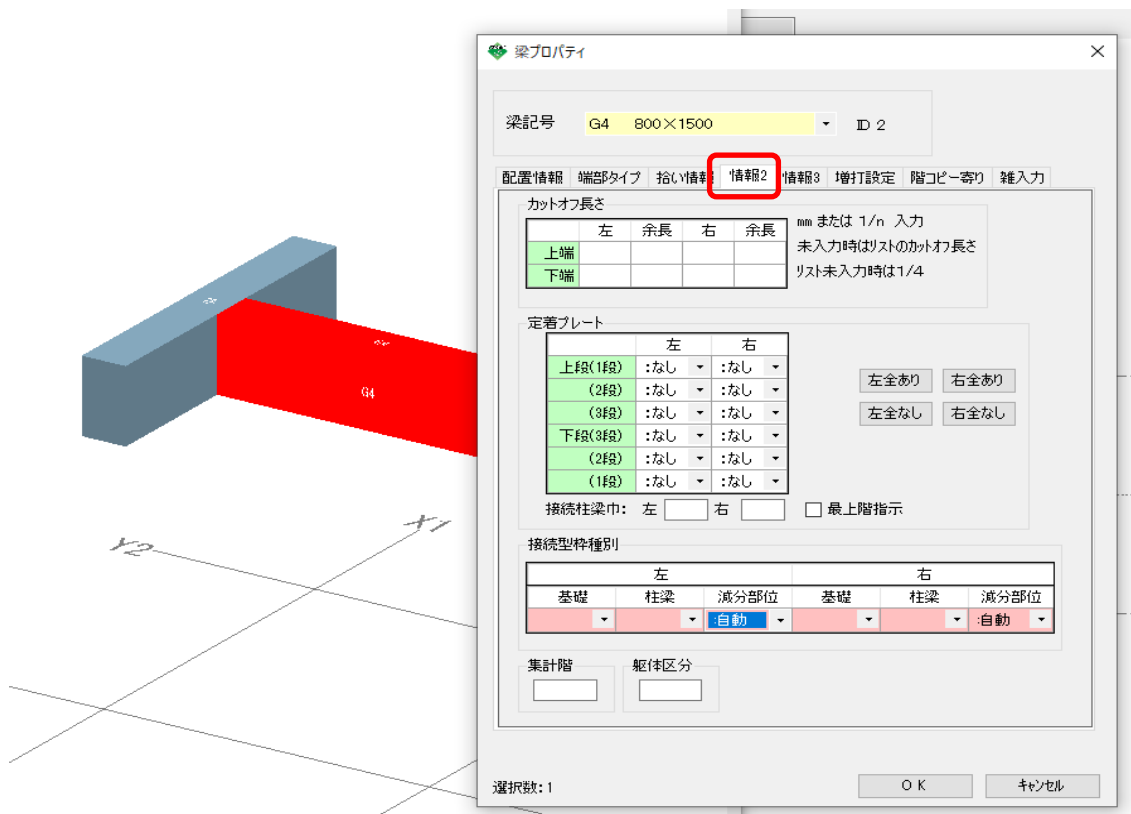 梁プロパティ
梁記号 G4 800×1500 ID 2
配置情報 端部タイプ 拾い情報 情報2 情報3 増打設定 階コピー寄り 雑入力
カットオフ長さ
左 余長 右 余長
上端
下端
mm または 1/n 入力
未入力時はリストのカットオフ長さ
リスト未入力時は1/4
定着プレート
左 右
上段(1段) :なし :なし
(2段) :なし :なし
(3段) :なし :なし
下段(3段) :なし :なし
(2段) :なし :なし
(1段) :なし :なし
左全あり 右全あり
左全なし 右全なし
接続柱梁巾: 左 右 最上階指示
接続型枠種別
左 右
基礎 柱梁 減分部位 基礎 柱梁 減分部位
:自動 :自動
集計階 躯体区分
選択数:1 OK キャンセル
G4
X1
Y2